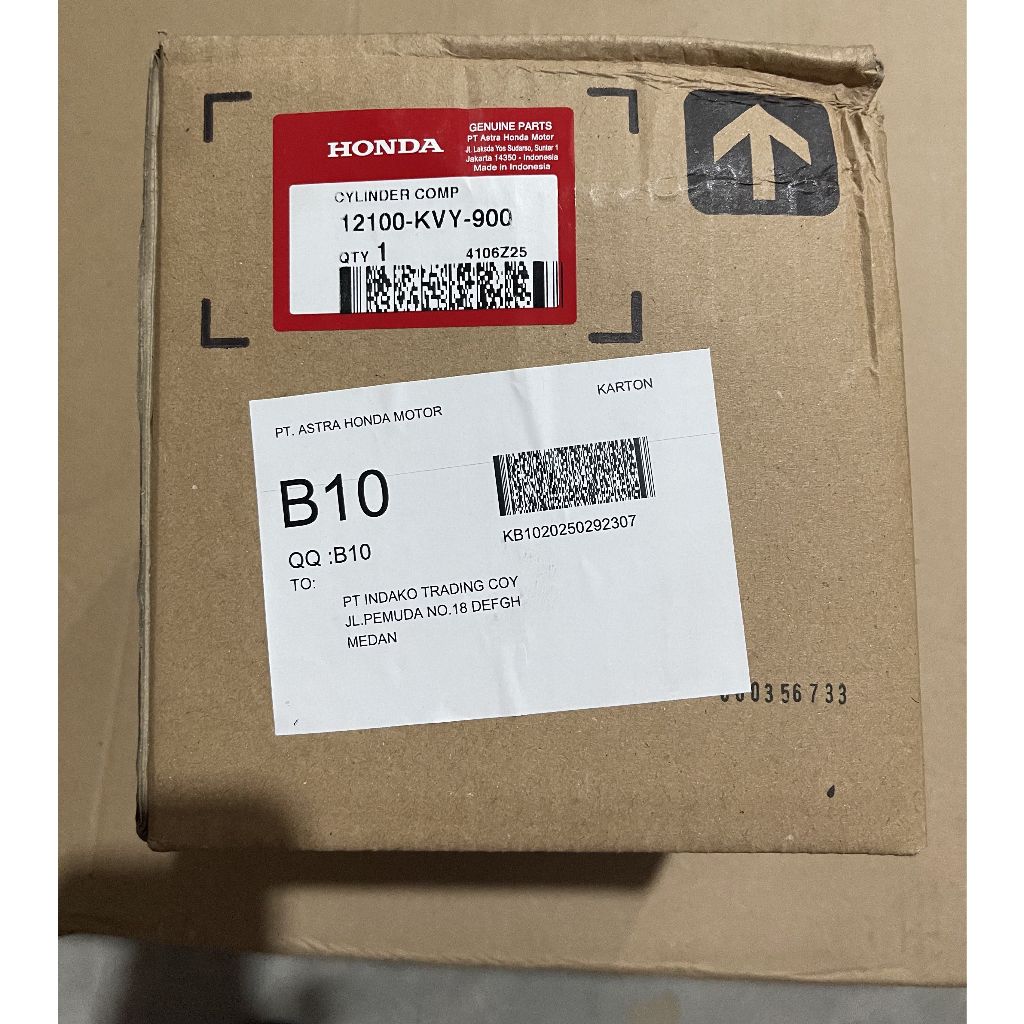 HONDA
GENUINE PARTS
PT Astra Honda Motor
Jl. Laksda Yos Sudarso, Sunter 1
Jakarta 14350 - Indonesia
Made in Indonesia
CYLINDER COMP
12100-KVY-900
QTY 1
4106Z25
PT. ASTRA HONDA MOTOR
KARTON
B10
KB1020250292307
QQ :B10
TO:
PT INDAKO TRADING COY
JL.PEMUDA NO.18 DEFGH
MEDAN
000356733